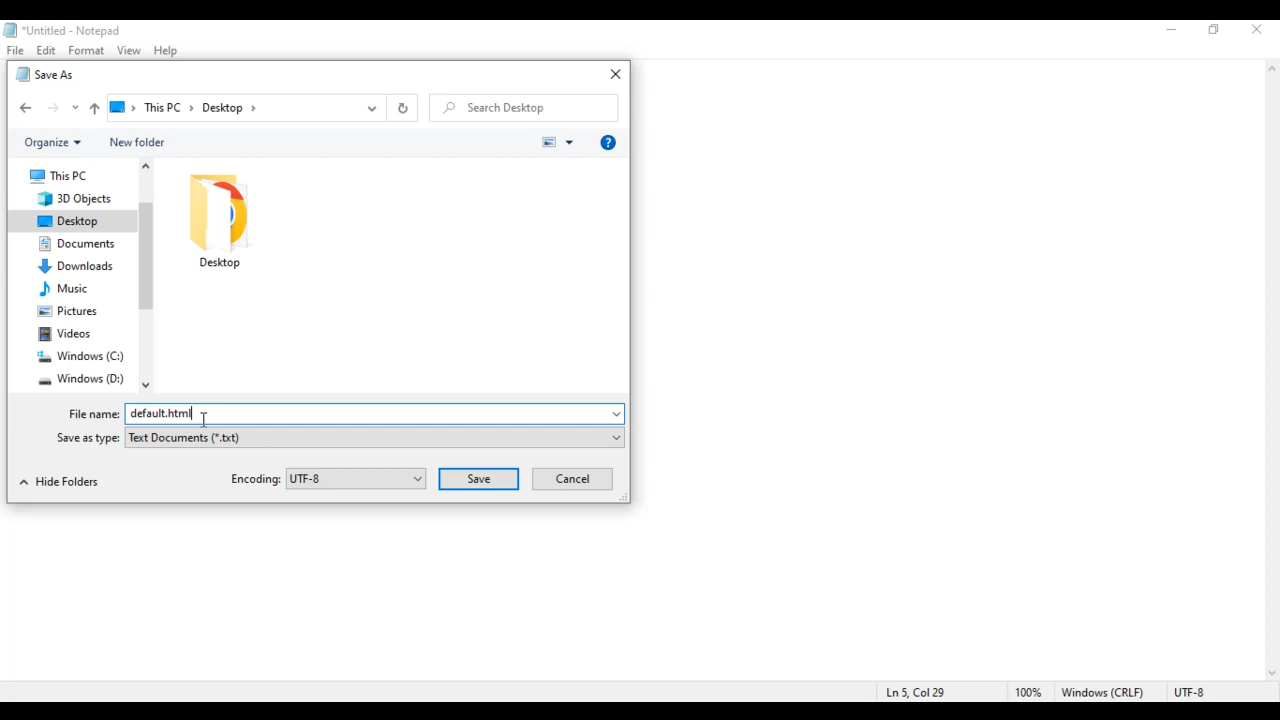 *Untitled - Notepad
File Edit Format View Help
Save As
This PC Desktop
Search Desktop
Organize New folder
This PC
3D Objects
Desktop
Documents
Downloads
Music
Pictures
Videos
Windows (C:)
Windows (D:)
Desktop
File name: default.html
Save as type: Text Documents (*.txt)
Hide Folders
Encoding: UTF-8 Save Cancel
Ln 5, Col 29 100% Windows (CRLF) UTF-8